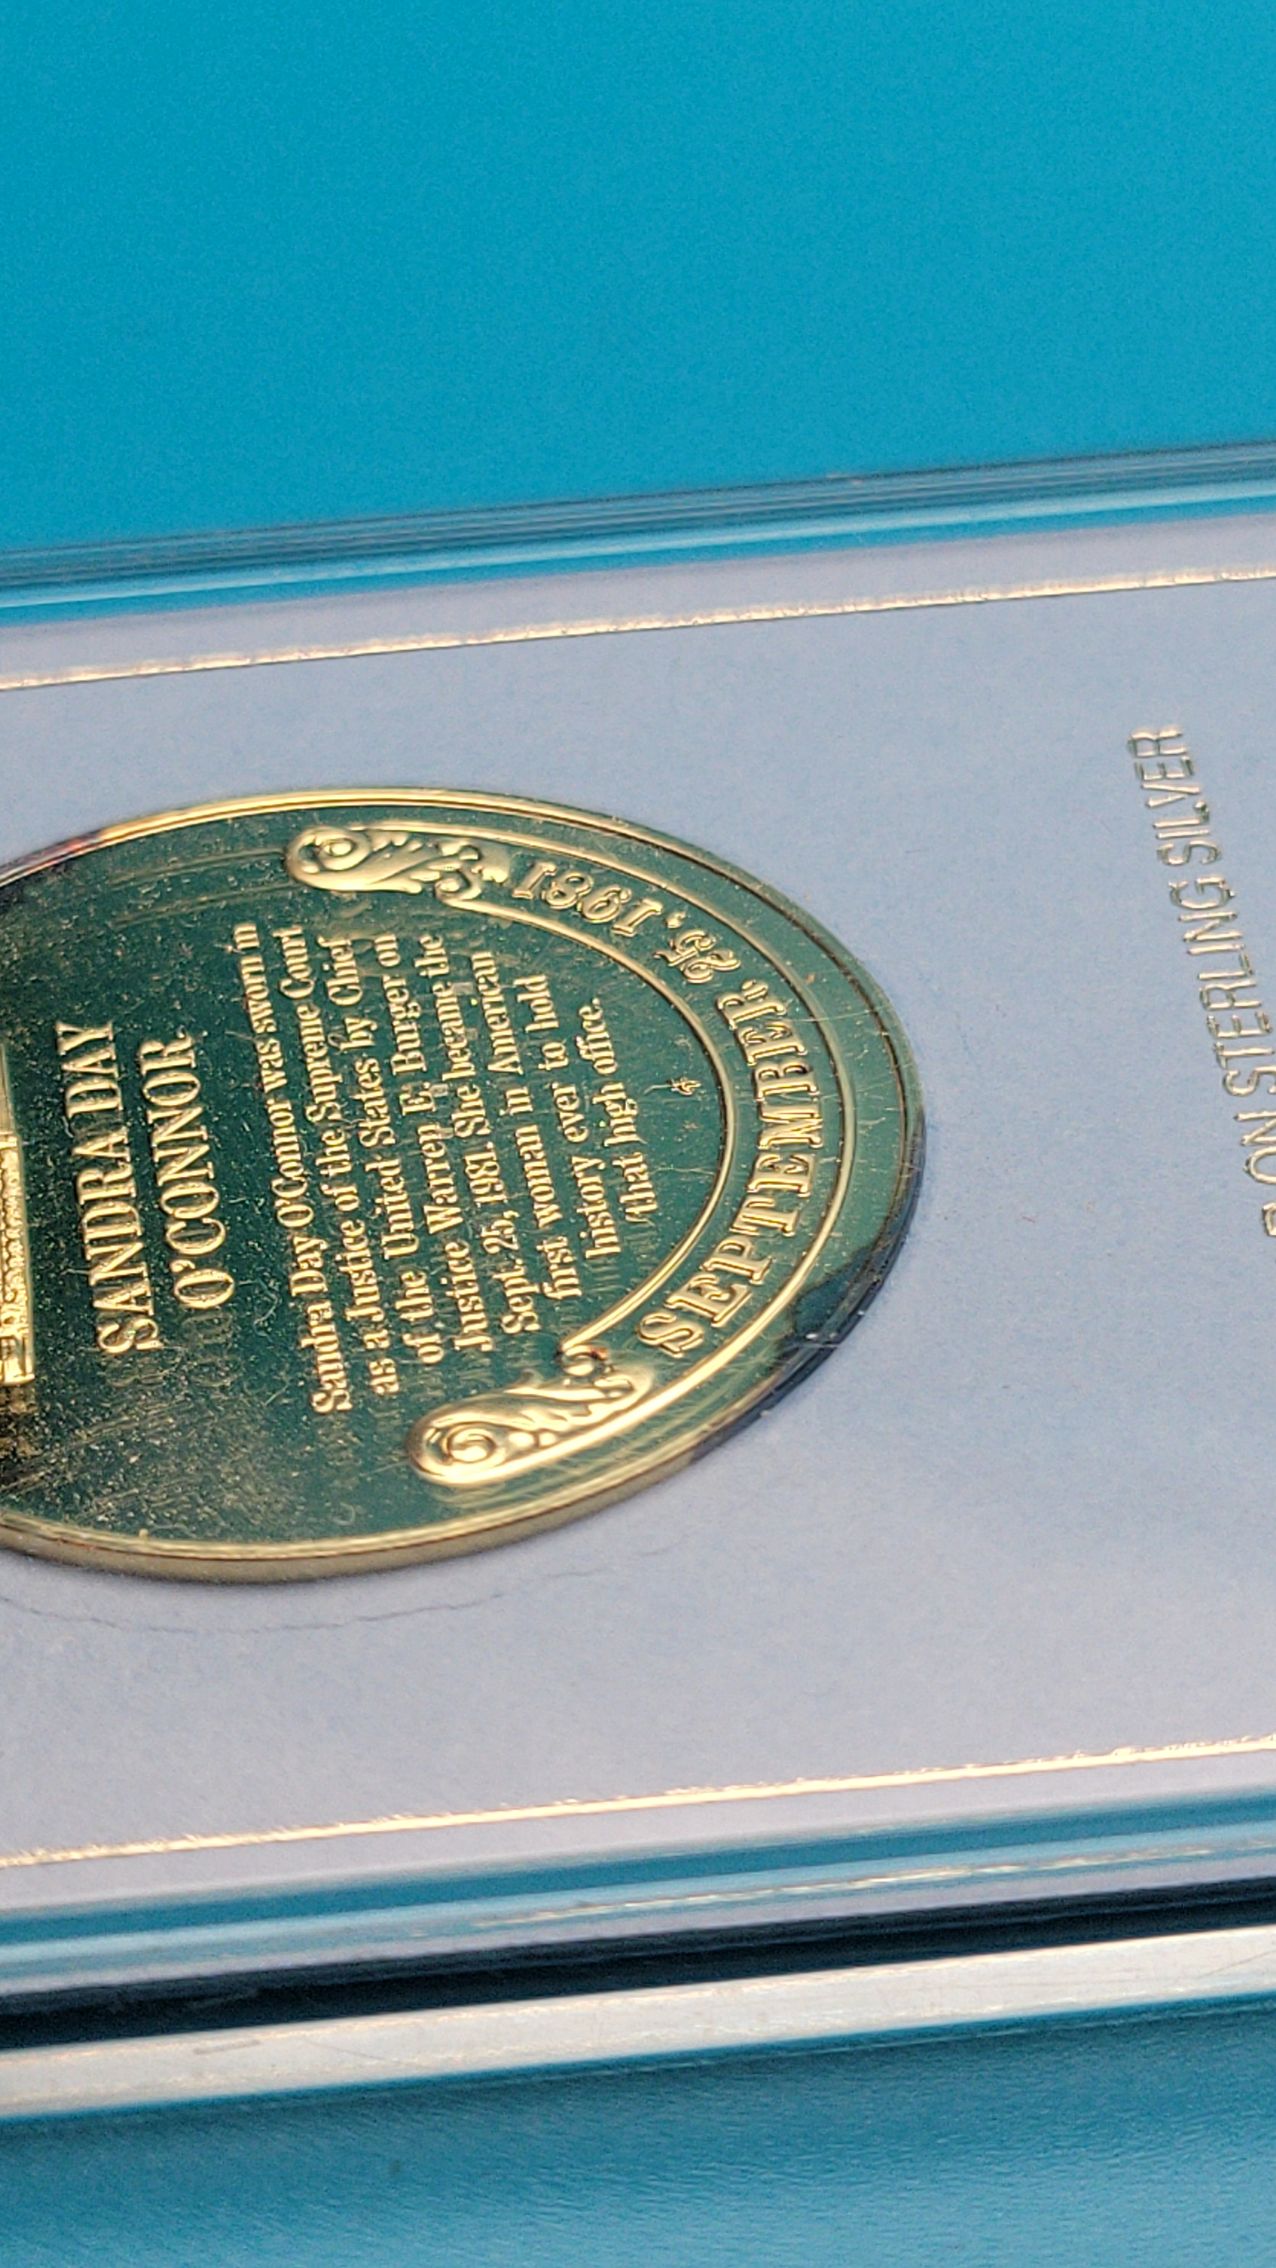 SANDRA DAY
O'CONNOR
Sandra Day O'Connor was sworn in
as a Justice of the Supreme Court
of the United States by Chief
Justice Warren E. Burger on
Sept. 25, 1981. She became the
first woman in American
history ever to hold
that high office.
SEPTEMBER 25, 1981
ON STERLING SILVER